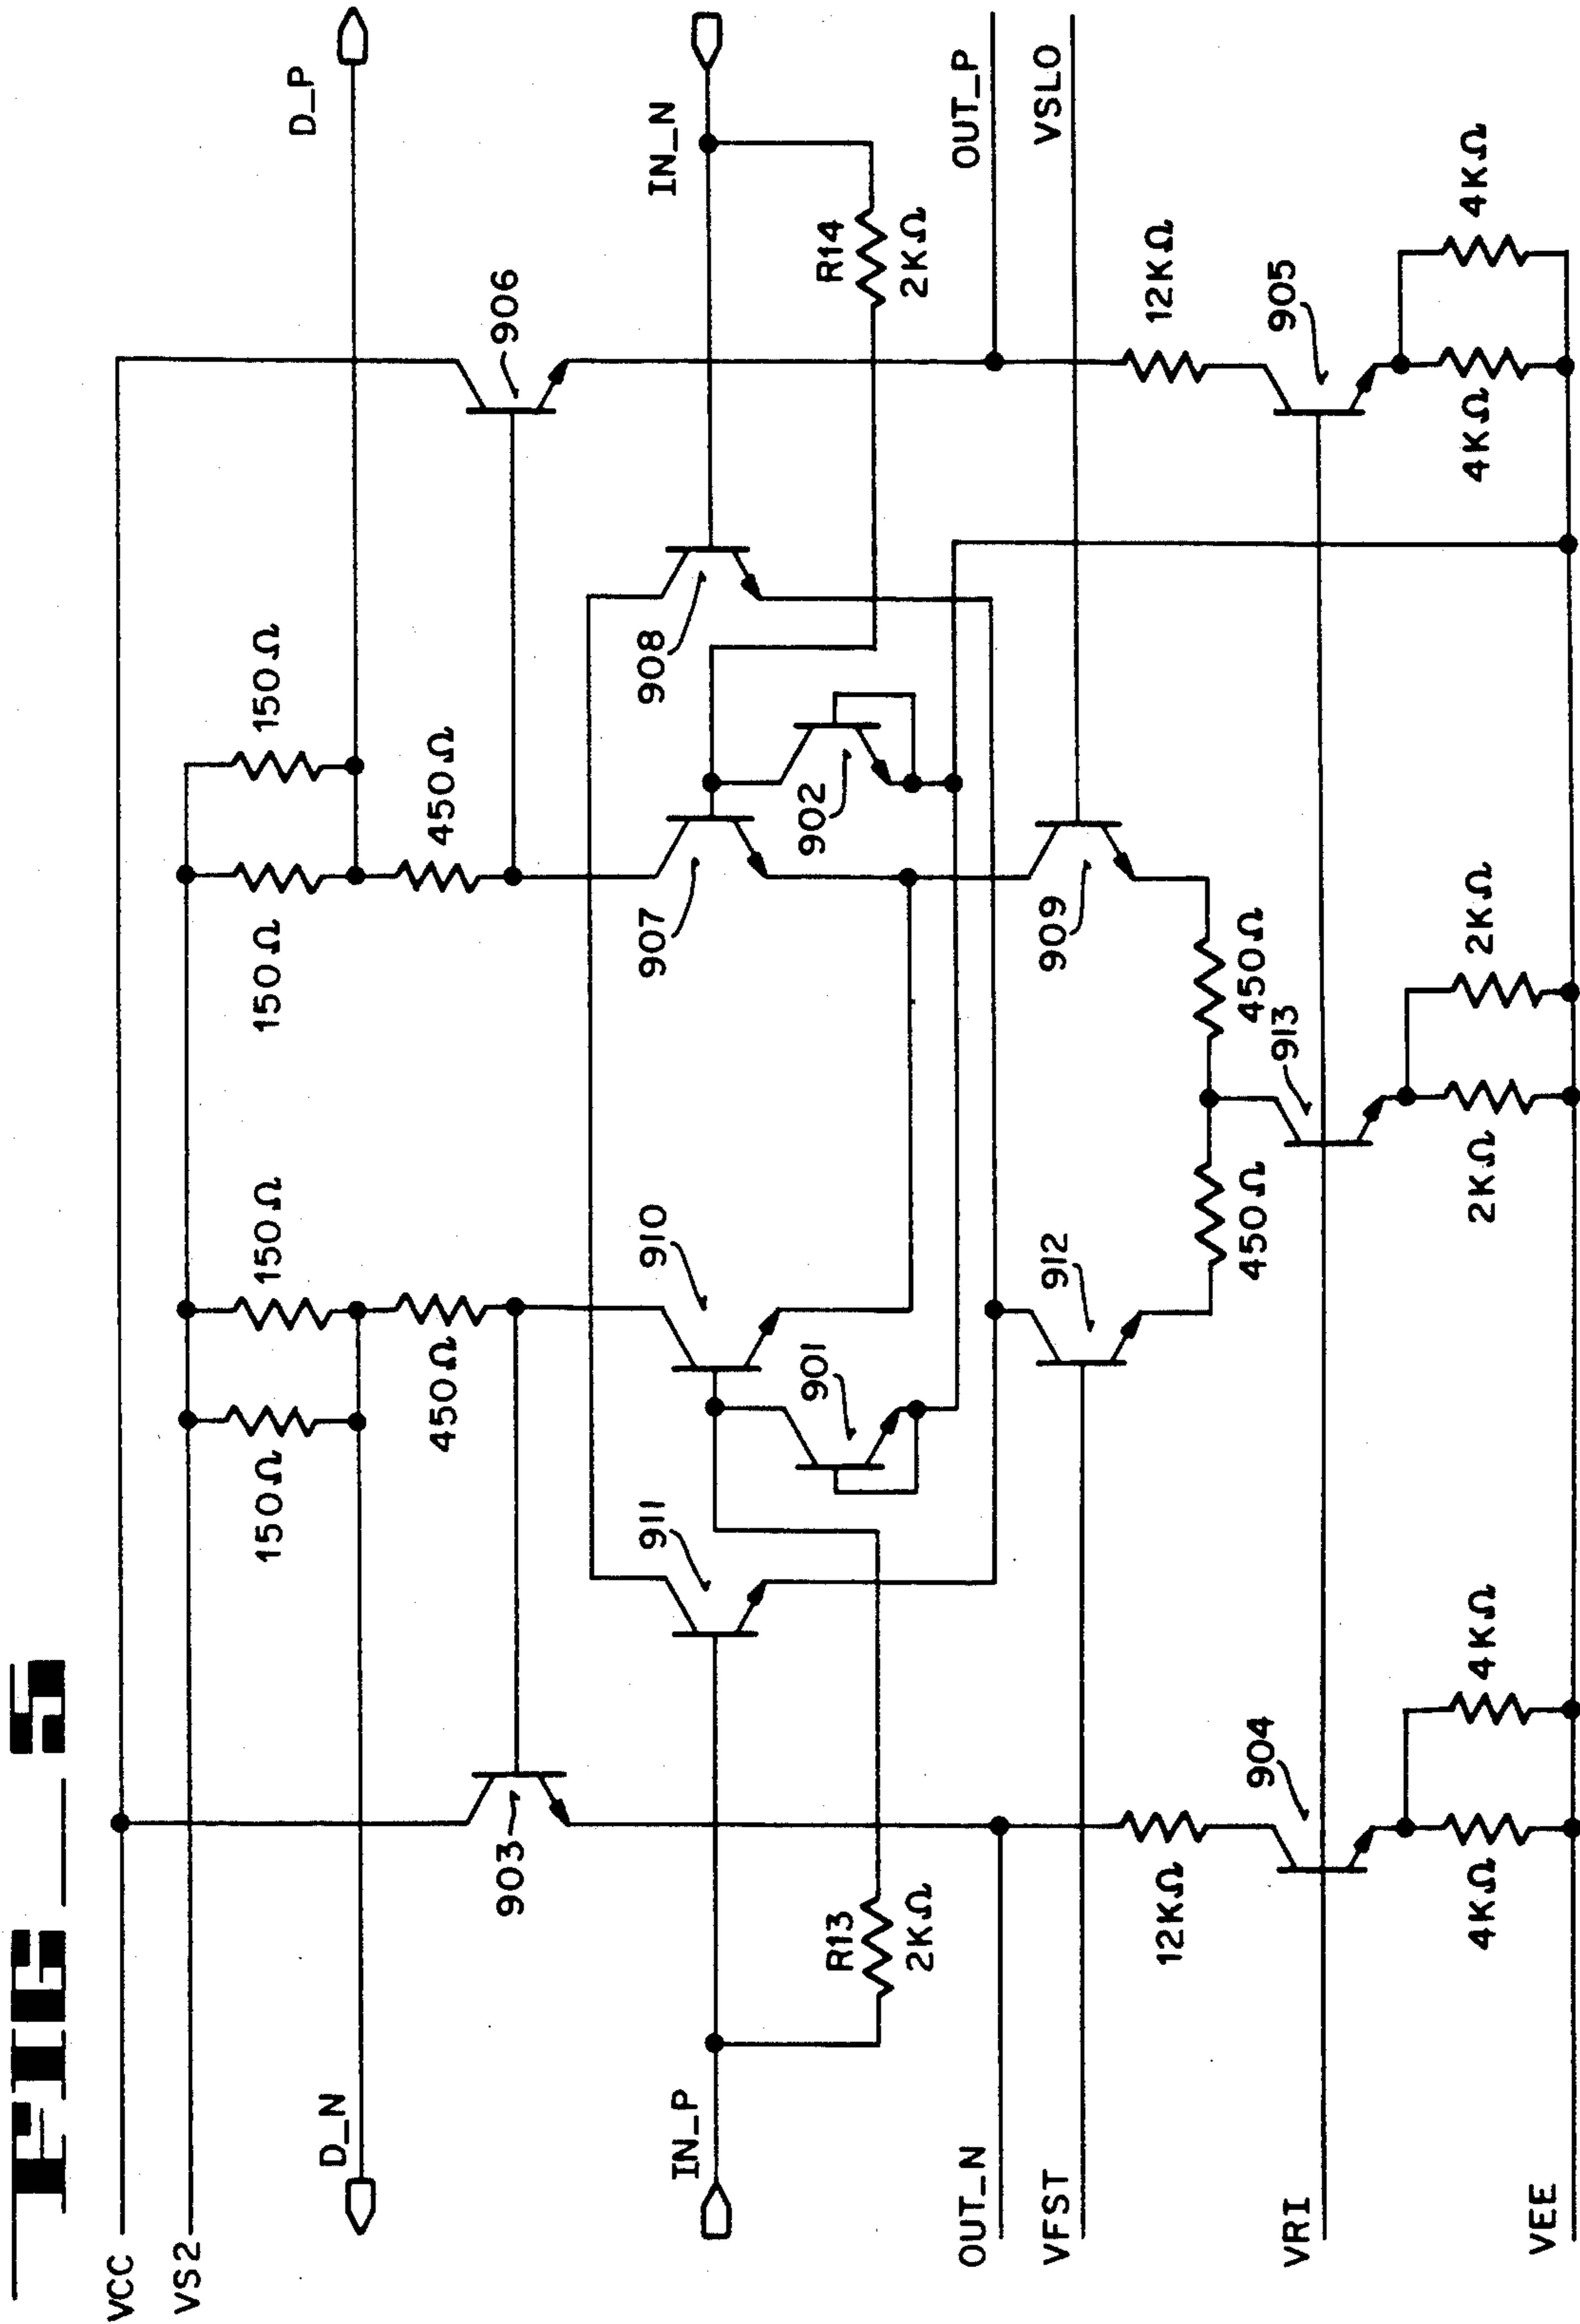 FIG_5
VCC
VS2
D_N
IN_P
OUT_N
VFST
VRI
VEE
D_P
IN_N
OUT_P
VSLO
150Ω
150Ω
150Ω
150Ω
450Ω
450Ω
903
906
911
910
907
908
901
902
R13
2KΩ
R14
2KΩ
912
909
450Ω
450Ω
12KΩ
12KΩ
904
913
905
4KΩ
4KΩ
2KΩ
2KΩ
4KΩ
4KΩ